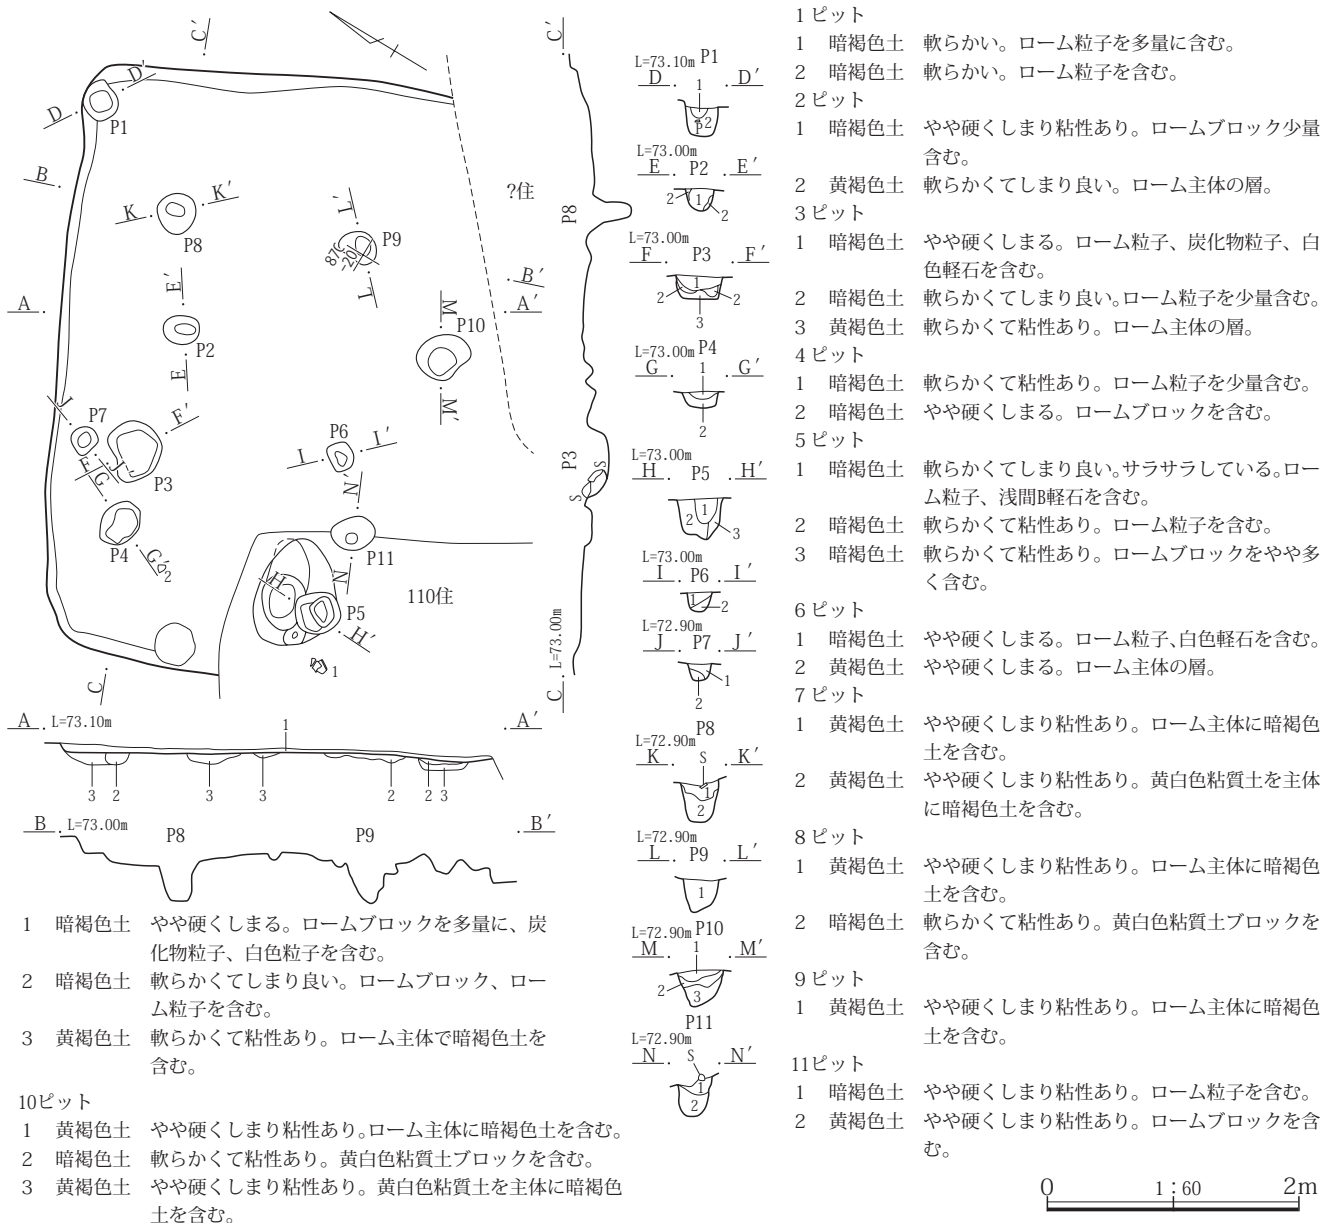 C′
D′
D
P1
B
K
K′
P8
L′
P9
876
-20
L
?住
B′
A
A′
E′
P2
E
M
P10
M′
J
P7
F′
F
J′
G
P3
P4
G′
2
P6
I
I′
N′
P11
N
H
P5
H′
110住
1
C
C′
P8
P3
S
S
C
L=73.00m
A
L=73.10m
A′
1
3 2 3 3 2 2 3
B
L=73.00m
P8
P9
B′
1 暗褐色土 やや硬くしまる。ロームブロックを多量に、炭
化物粒子、白色粒子を含む。
2 暗褐色土 軟らかくてしまり良い。ロームブロック、ロー
ム粒子を含む。
3 黄褐色土 軟らかくて粘性あり。ローム主体で暗褐色土を
含む。
10ピット
1 黄褐色土 やや硬くしまり粘性あり。ローム主体に暗褐色土を含む。
2 暗褐色土 軟らかくて粘性あり。黄白色粘質土ブロックを含む。
3 黄褐色土 やや硬くしまり粘性あり。黄白色粘質土を主体に暗褐色
土を含む。
L=73.10m P1
D D′
1
2
P
L=73.00m
E P2 E′
2 1 2
L=73.00m
F P3 F′
1
2 2
3
L=73.00m P4
G G′
1
2
L=73.00m
H P5 H′
2 1
3
L=73.00m
I P6 I′
1 2
L=72.90m
J P7 J′
1
2
P8
L=72.90m
K S K′
1
2
L=72.90m
L P9 L′
1
L=72.90m P10
M M′
1
2 3
P11
L=72.90m
N S N′
1
2
1ピット
1 暗褐色土 軟らかい。ローム粒子を多量に含む。
2 暗褐色土 軟らかい。ローム粒子を含む。
2ピット
1 暗褐色土 やや硬くしまり粘性あり。ロームブロック少量
含む。
2 黄褐色土 軟らかくてしまり良い。ローム主体の層。
3ピット
1 暗褐色土 やや硬くしまる。ローム粒子、炭化物粒子、白
色軽石を含む。
2 暗褐色土 軟らかくてしまり良い。ローム粒子を少量含む。
3 黄褐色土 軟らかくて粘性あり。ローム主体の層。
4ピット
1 暗褐色土 軟らかくて粘性あり。ローム粒子を少量含む。
2 暗褐色土 やや硬くしまる。ロームブロックを含む。
5ピット
1 暗褐色土 軟らかくてしまり良い。サラサラしている。ロー
ム粒子、浅間B軽石を含む。
2 暗褐色土 軟らかくて粘性あり。ローム粒子を含む。
3 暗褐色土 軟らかくて粘性あり。ロームブロックをやや多
く含む。
6ピット
1 暗褐色土 やや硬くしまる。ローム粒子、白色軽石を含む。
2 黄褐色土 やや硬くしまる。ローム主体の層。
7ピット
1 黄褐色土 やや硬くしまり粘性あり。ローム主体に暗褐色
土を含む。
2 黄褐色土 やや硬くしまり粘性あり。黄白色粘質土を主体
に暗褐色土を含む。
8ピット
1 黄褐色土 やや硬くしまり粘性あり。ローム主体に暗褐色
土を含む。
2 暗褐色土 軟らかくて粘性あり。黄白色粘質土ブロックを
含む。
9ピット
1 黄褐色土 やや硬くしまり粘性あり。ローム主体に暗褐色
土を含む。
11ピット
1 暗褐色土 やや硬くしまり粘性あり。ローム粒子を含む。
2 黄褐色土 やや硬くしまり粘性あり。ロームブロックを含
む。
0 1:60 2m